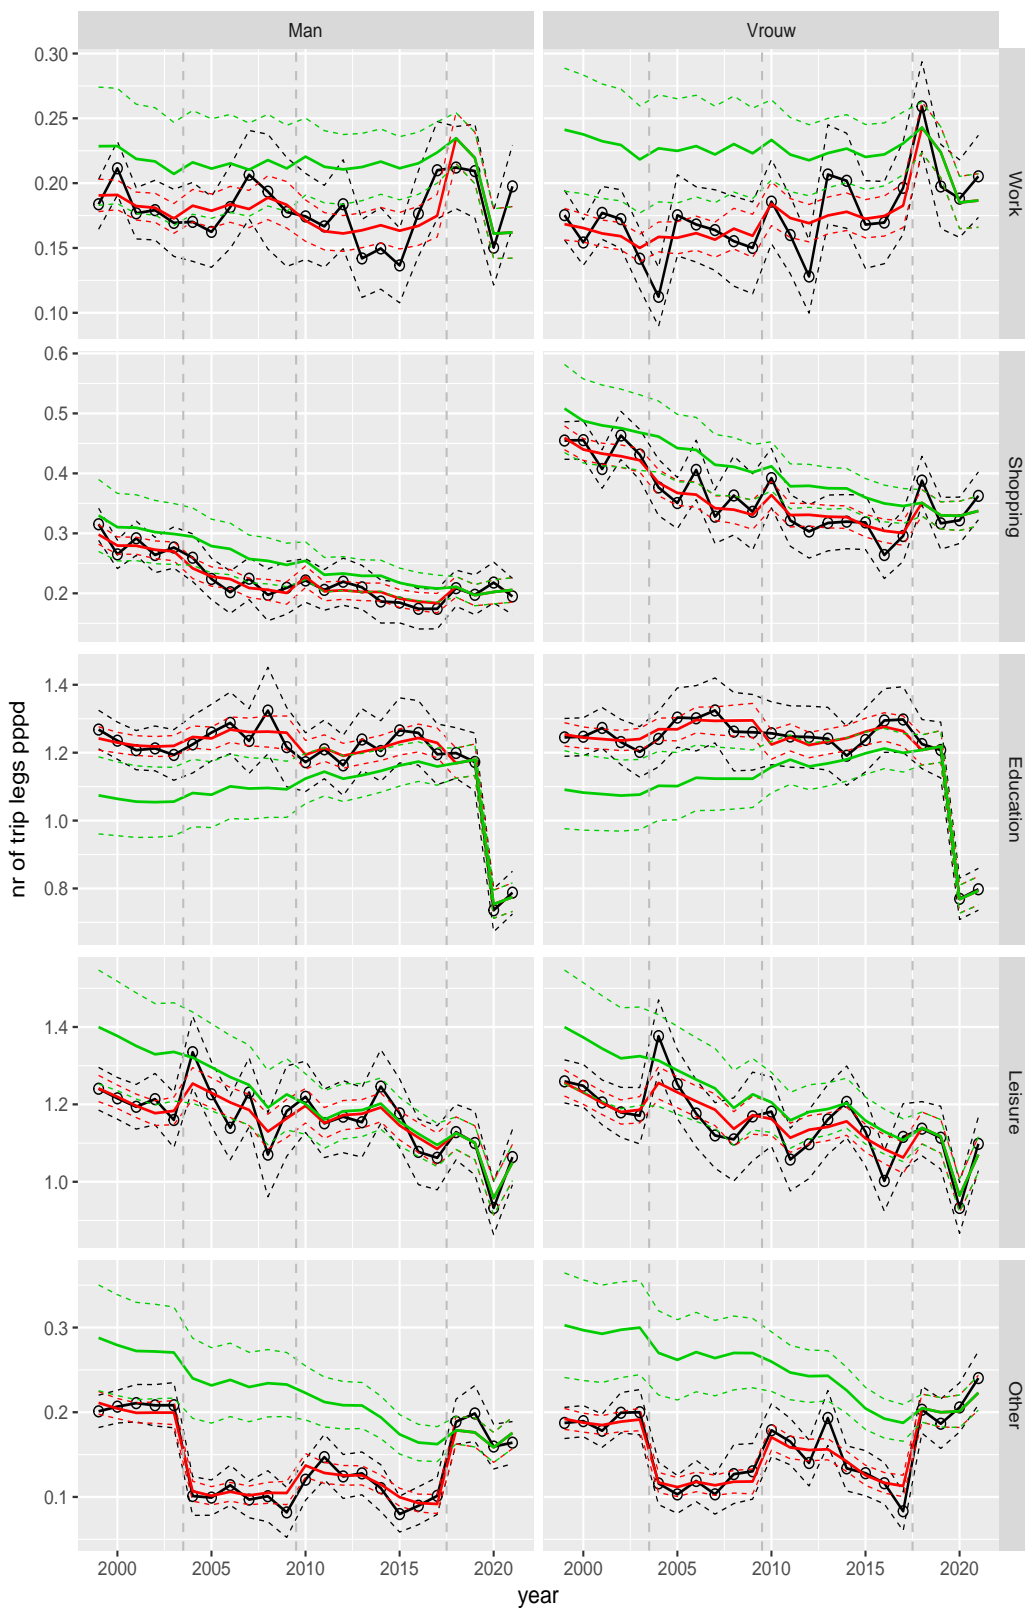 Man Vrouw
0.30
0.25
0.20
0.15
0.10
Work
0.6
0.5
0.4
0.3
0.2
Shopping
1.4
1.2
1.0
0.8
Education
1.4
1.2
1.0
Leisure
0.3
0.2
0.1
Other
nr of trip legs pppd
2000 2005 2010 2015 2020 2000 2005 2010 2015 2020
year